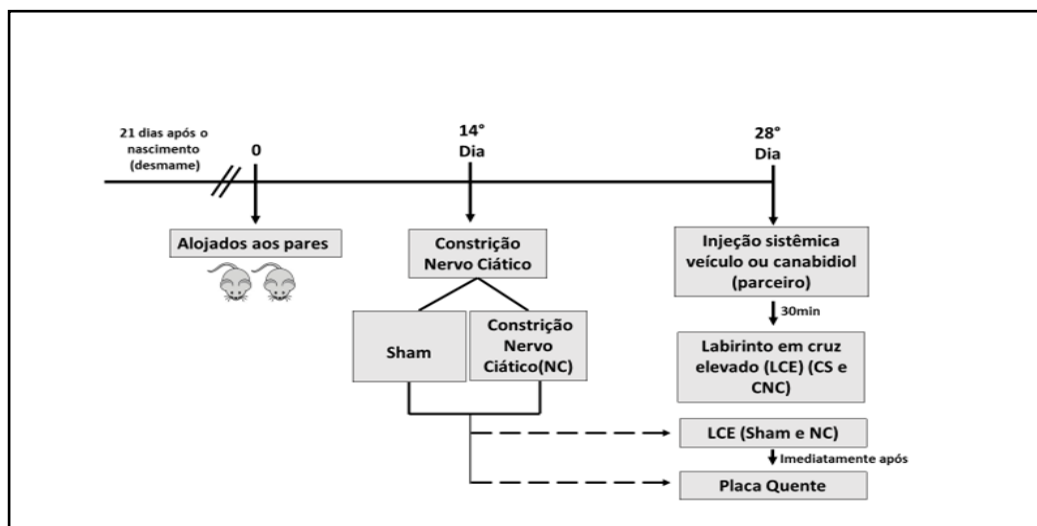 21 dias após o
nascimento
(desmame)
0
14°
Dia
28°
Dia
Alojados aos pares
Constrição
Nervo Ciático
Sham
Constrição
Nervo
Ciático(NC)
Injeção sistêmica
veículo ou canabidiol
(parceiro)
30min
Labirinto em cruz
elevado (LCE) (CS e
CNC)
LCE (Sham e NC)
Imediatamente após
Placa Quente